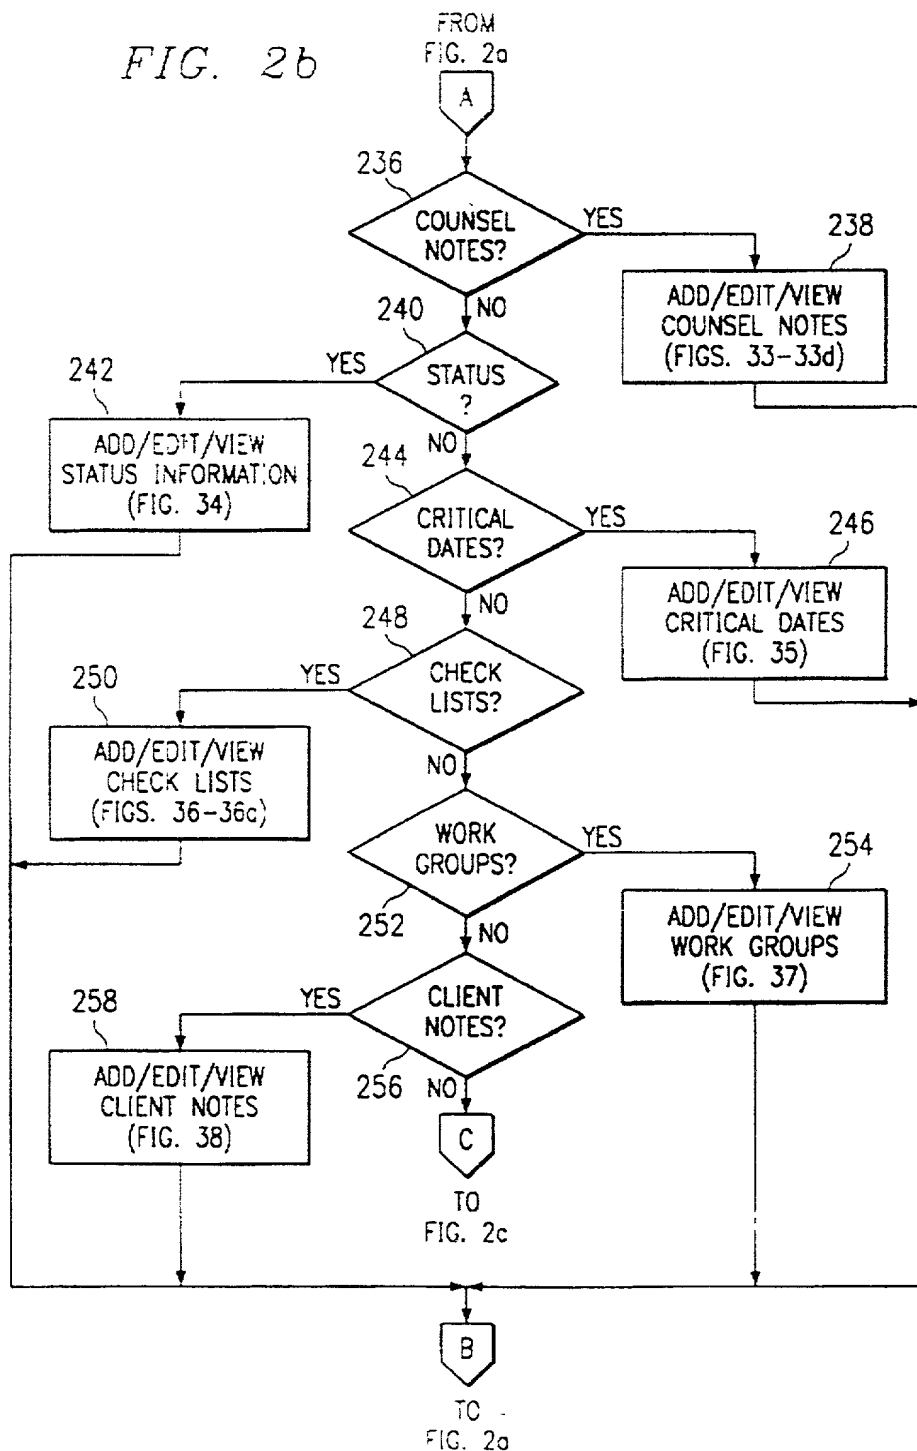 FROM
FIG. 2a
FIG. 2b
A
236
COUNSEL
NOTES?
YES
238
ADD/EDIT/VIEW
COUNSEL NOTES
(FIGS. 33-33d)
NO
240
STATUS
?
YES
242
ADD/EDIT/VIEW
STATUS INFORMATION
(FIG. 34)
NO
244
CRITICAL
DATES?
YES
246
ADD/EDIT/VIEW
CRITICAL DATES
(FIG. 35)
NO
248
CHECK
LISTS?
YES
250
ADD/EDIT/VIEW
CHECK LISTS
(FIGS. 36-36c)
NO
WORK
GROUPS?
YES
252
254
ADD/EDIT/VIEW
WORK GROUPS
(FIG. 37)
NO
CLIENT
NOTES?
YES
256
258
ADD/EDIT/VIEW
CLIENT NOTES
(FIG. 38)
NO
C
TO
FIG. 2c
B
TO
FIG. 2a